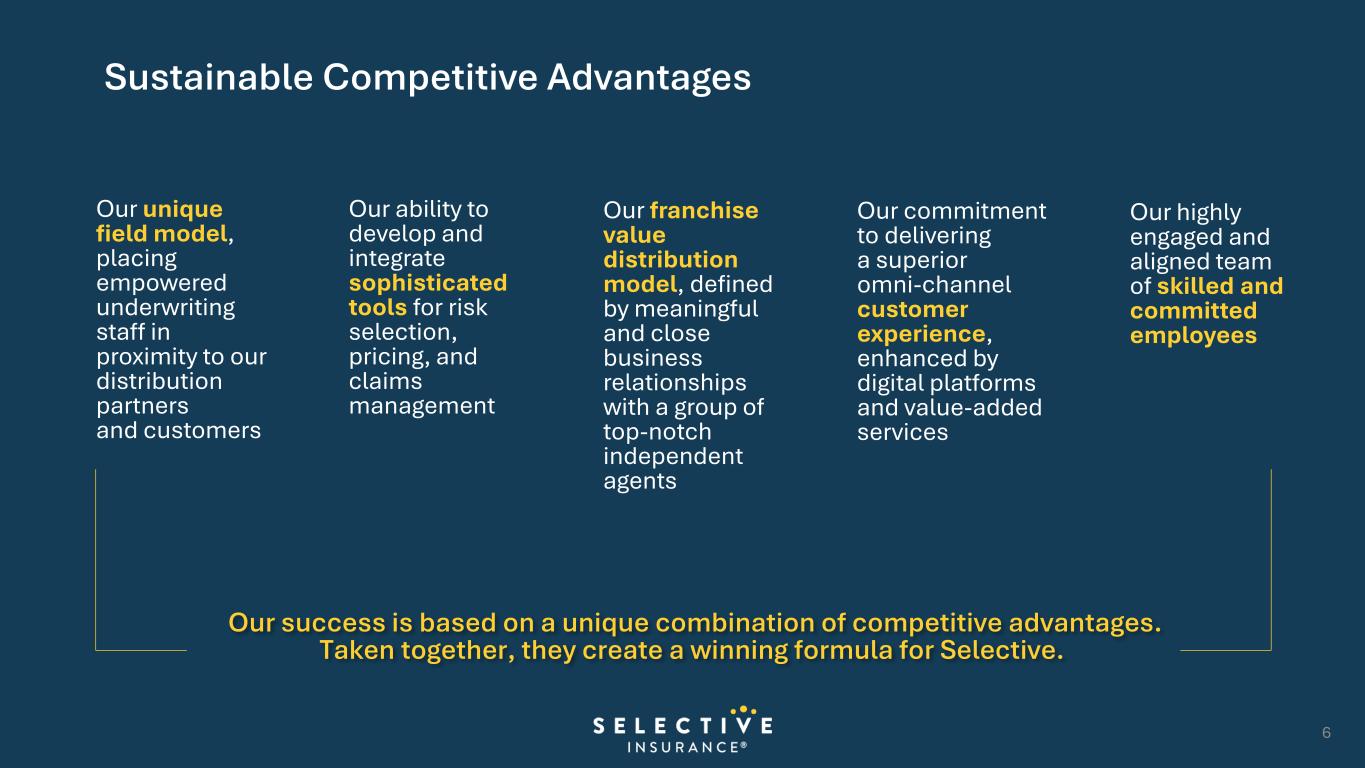 Sustainable Competitive Advantages
Our unique
field model,
placing
empowered
underwriting
staff in
proximity to our
distribution
partners
and customers
Our ability to
develop and
integrate
sophisticated
tools for risk
selection,
pricing, and
claims
management
Our franchise
value
distribution
model, defined
by meaningful
and close
business
relationships
with a group of
top-notch
independent
agents
Our commitment
to delivering
a superior
omni-channel
customer
experience,
enhanced by
digital platforms
and value-added
services
Our highly
engaged and
aligned team
of skilled and
committed
employees
Our success is based on a unique combination of competitive advantages.
Taken together, they create a winning formula for Selective.
SELECTIVE
INSURANCE®
6